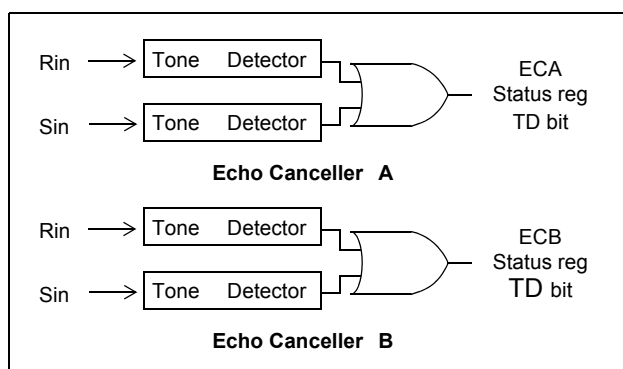 Rin
Tone Detector
ECA
Status reg
TD bit
Sin
Tone Detector
Echo Canceller A
Rin
Tone Detector
ECB
Status reg
TD bit
Sin
Tone Detector
Echo Canceller B